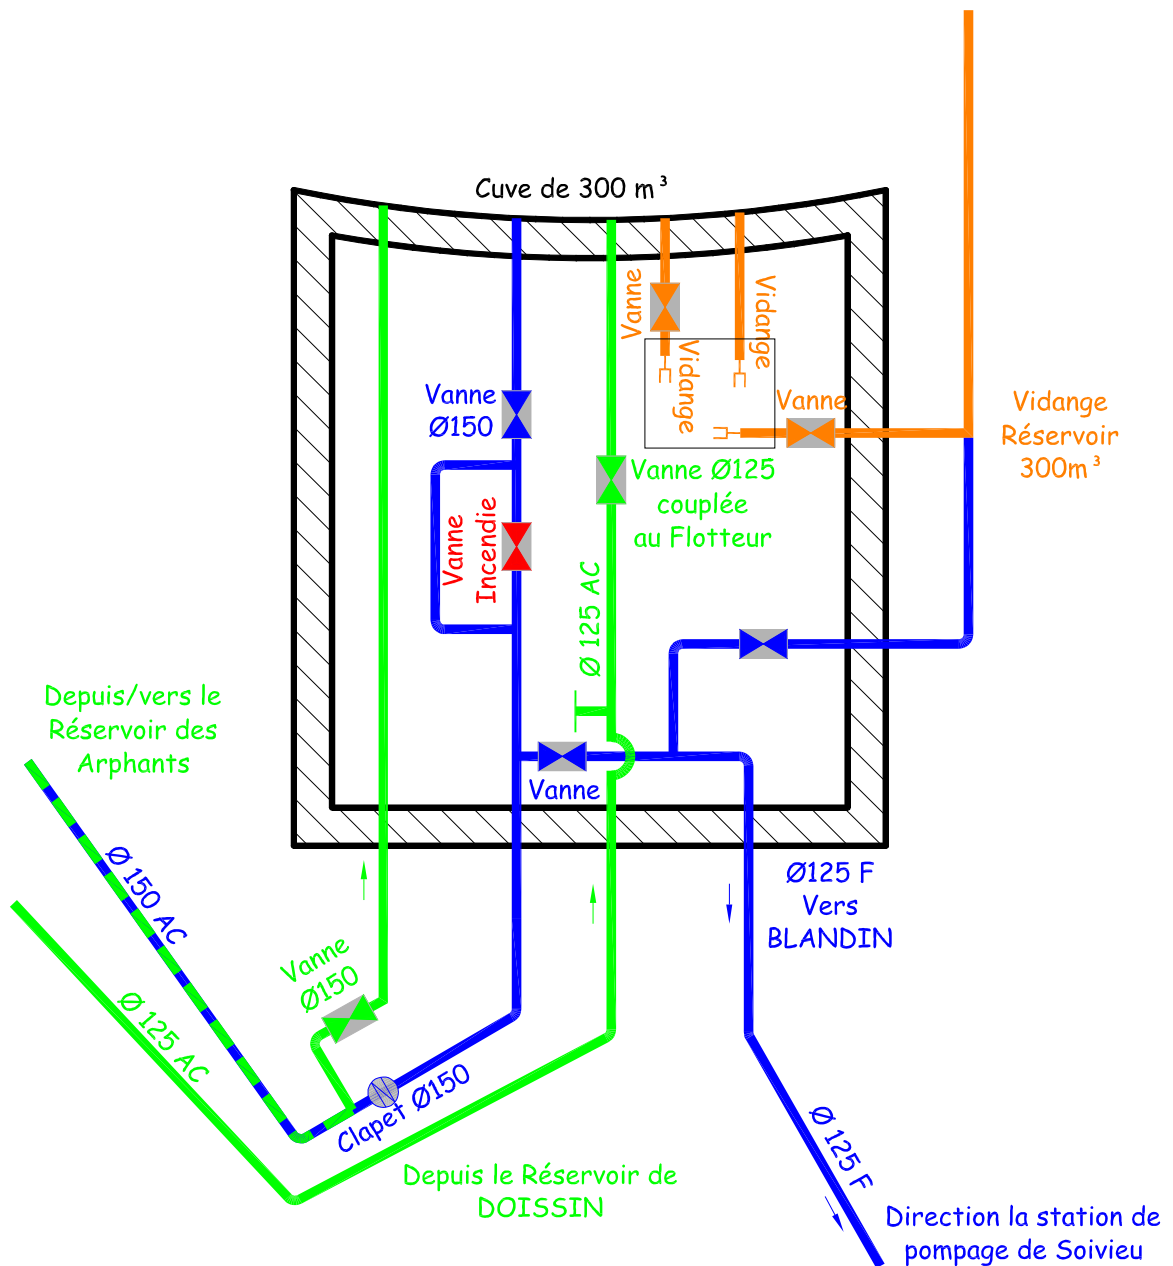 Cuve de 300 m³
Vanne
Vidange
Vidange
Vanne
Ø150
Vanne
Vidange
Réservoir
300m³
Vanne Ø125
couplée
au Flotteur
Vanne
Incendie
Ø 125 AC
Depuis/vers le
Réservoir des
Arphants
Vanne
Ø 150 AC
Ø125 F
Vers
BLANDIN
Vanne
Ø150
Ø 125 AC
Clapet Ø150
Ø 125 F
Depuis le Réservoir de
DOISSIN
Direction la station de
pompage de Soivieu